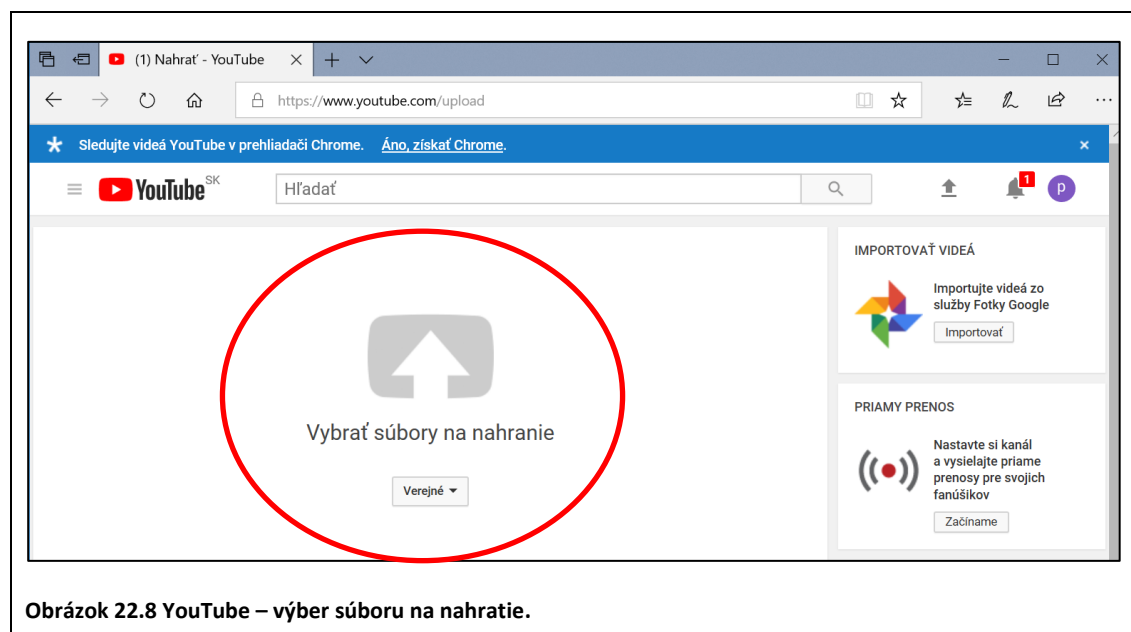 (1) Nahrať - YouTube
https://www.youtube.com/upload
Sledujte videá YouTube v prehliadači Chrome. Áno, získať Chrome.
YouTube SK
Hľadať
1
p
Vybrať súbory na nahranie
Verejné
IMPORTOVAŤ VIDEÁ
Importujte videá zo
služby Fotky Google
Importovať
PRIAMY PRENOS
Nastavte si kanál
a vysielajte priame
prenosy pre svojich
fanúšikov
Začíname
Obrázok 22.8 YouTube – výber súboru na nahratie.